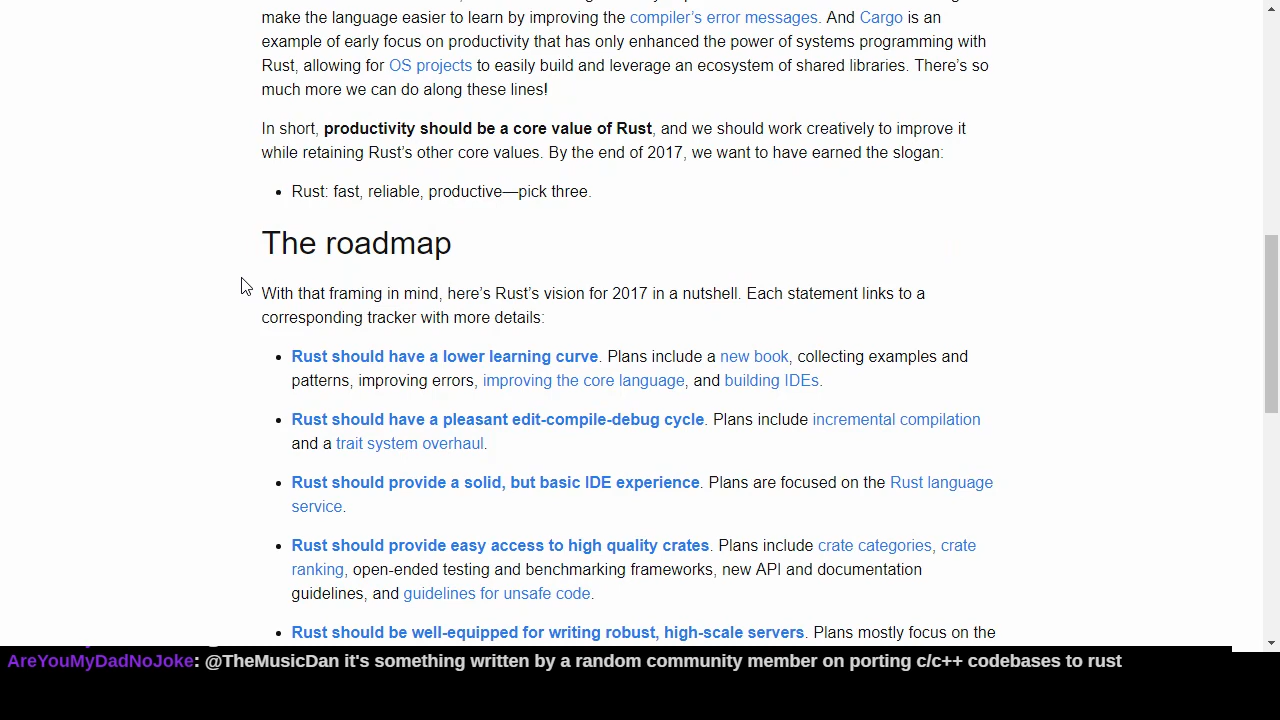 make the language easier to learn by improving the compiler's error messages. And Cargo is an
example of early focus on productivity that has only enhanced the power of systems programming with
Rust, allowing for OS projects to easily build and leverage an ecosystem of shared libraries. There's so
much more we can do along these lines!
In short, productivity should be a core value of Rust, and we should work creatively to improve it
while retaining Rust's other core values. By the end of 2017, we want to have earned the slogan:
• Rust: fast, reliable, productive—pick three.
The roadmap
With that framing in mind, here's Rust's vision for 2017 in a nutshell. Each statement links to a
corresponding tracker with more details:
• Rust should have a lower learning curve. Plans include a new book, collecting examples and
patterns, improving errors, improving the core language, and building IDEs.
• Rust should have a pleasant edit-compile-debug cycle. Plans include incremental compilation
and a trait system overhaul.
• Rust should provide a solid, but basic IDE experience. Plans are focused on the Rust language
service.
• Rust should provide easy access to high quality crates. Plans include crate categories, crate
ranking, open-ended testing and benchmarking frameworks, new API and documentation
guidelines, and guidelines for unsafe code.
• Rust should be well-equipped for writing robust, high-scale servers. Plans mostly focus on the
AreYouMyDadNoJoke: @TheMusicDan it's something written by a random community member on porting c/c++ codebases to rust